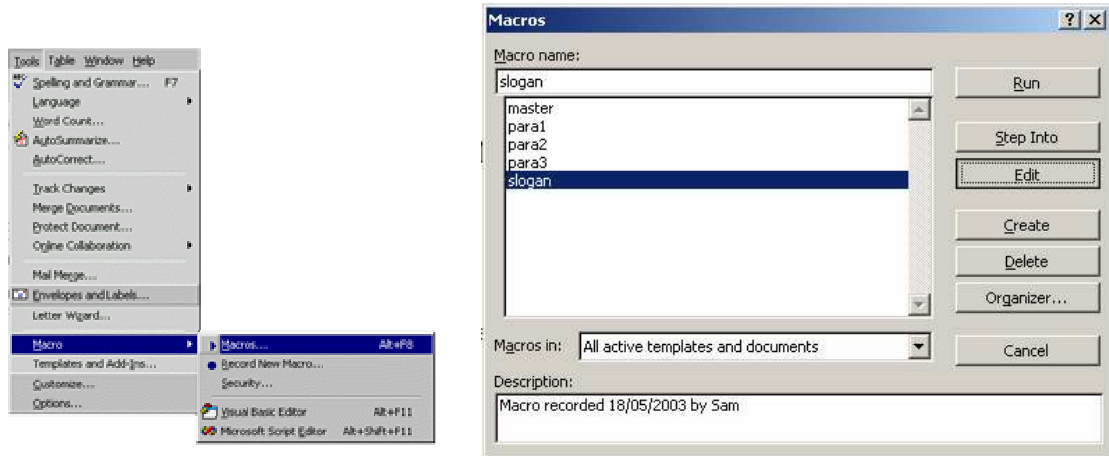 Tools Table Window Help
Spelling and Grammar... F7
Language
Word Count...
AutoSummarize...
AutoCorrect...
Track Changes
Merge Documents...
Protect Document...
Online Collaboration
Mail Merge...
Envelopes and Labels...
Letter Wizard...
Macro
Templates and Add-Ins...
Customize...
Options...
Macros... Alt+F8
Record New Macro...
Security...
Visual Basic Editor Alt+F11
Microsoft Script Editor Alt+Shift+F11
Macros
Macro name:
slogan
master
para1
para2
para3
slogan
Run
Step Into
Edit
Create
Delete
Organizer...
Macros in: All active templates and documents
Cancel
Description:
Macro recorded 18/05/2003 by Sam